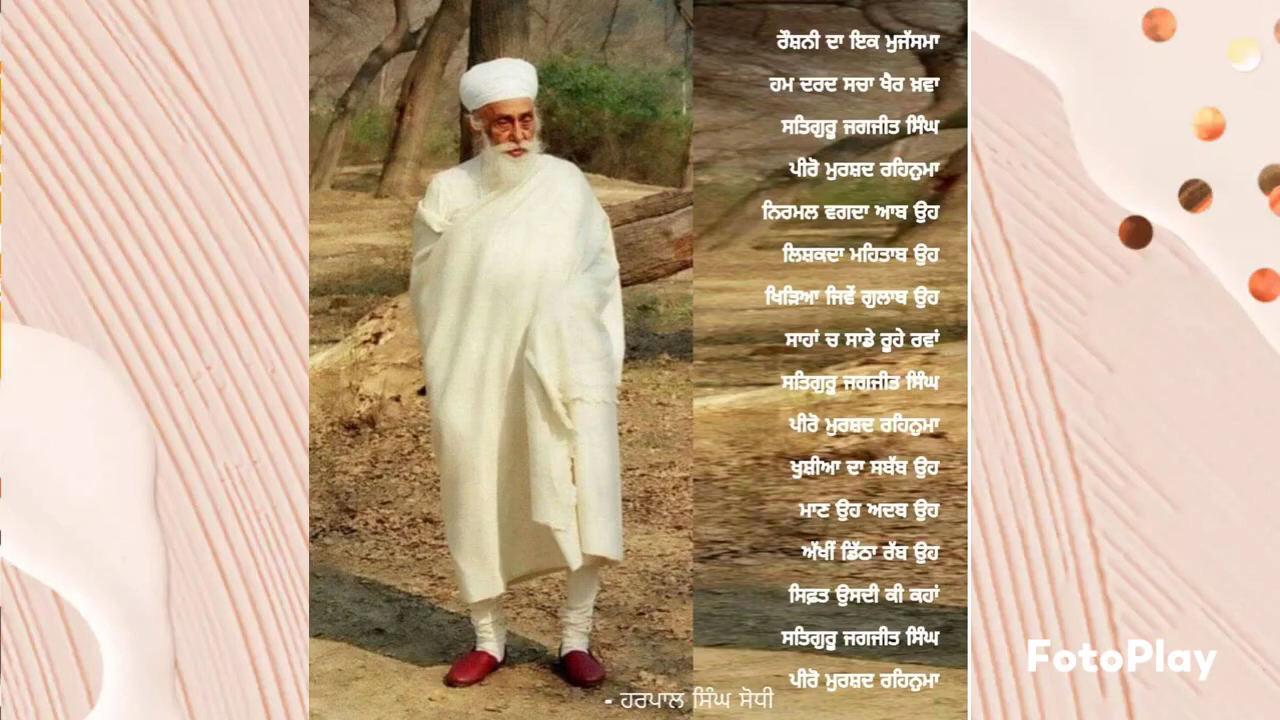 ਰੌਸ਼ਨੀ ਦਾ ਇਕ ਮੁਜੱਸਮਾ
ਹਮ ਦਰਦ ਸਚਾ ਖੈਰ ਖ਼ਵਾ
ਸਤਿਗੁਰੂ ਜਗਜੀਤ ਸਿੰਘ
ਪੀਰੋ ਮੁਰਸ਼ਦ ਰਹਿਨੁਮਾ
ਨਿਰਮਲ ਵਗਦਾ ਆਬ ਉਹ
ਲਿਸ਼ਕਦਾ ਮਹਿਤਾਬ ਉਹ
ਖਿੜਿਆ ਜਿਵੇਂ ਗੁਲਾਬ ਉਹ
ਸਾਹਾਂ ਚ ਸਾਡੇ ਰੂਹੇ ਰਵਾਂ
ਸਤਿਗੁਰੂ ਜਗਜੀਤ ਸਿੰਘ
ਪੀਰੋ ਮੁਰਸ਼ਦ ਰਹਿਨੁਮਾ
ਖੁਸ਼ੀਆ ਦਾ ਸਬੱਬ ਉਹ
ਮਾਣ ਉਹ ਅਦਬ ਉਹ
ਅੱਖੀਂ ਡਿੱਠਾ ਰੱਬ ਉਹ
ਸਿਫ਼ਤ ਉਸਦੀ ਕੀ ਕਹਾਂ
ਸਤਿਗੁਰੂ ਜਗਜੀਤ ਸਿੰਘ
ਪੀਰੋ ਮੁਰਸ਼ਦ ਰਹਿਨੁਮਾ
- ਹਰਪਾਲ ਸਿੰਘ ਸੋਧੀ
FotoPlay